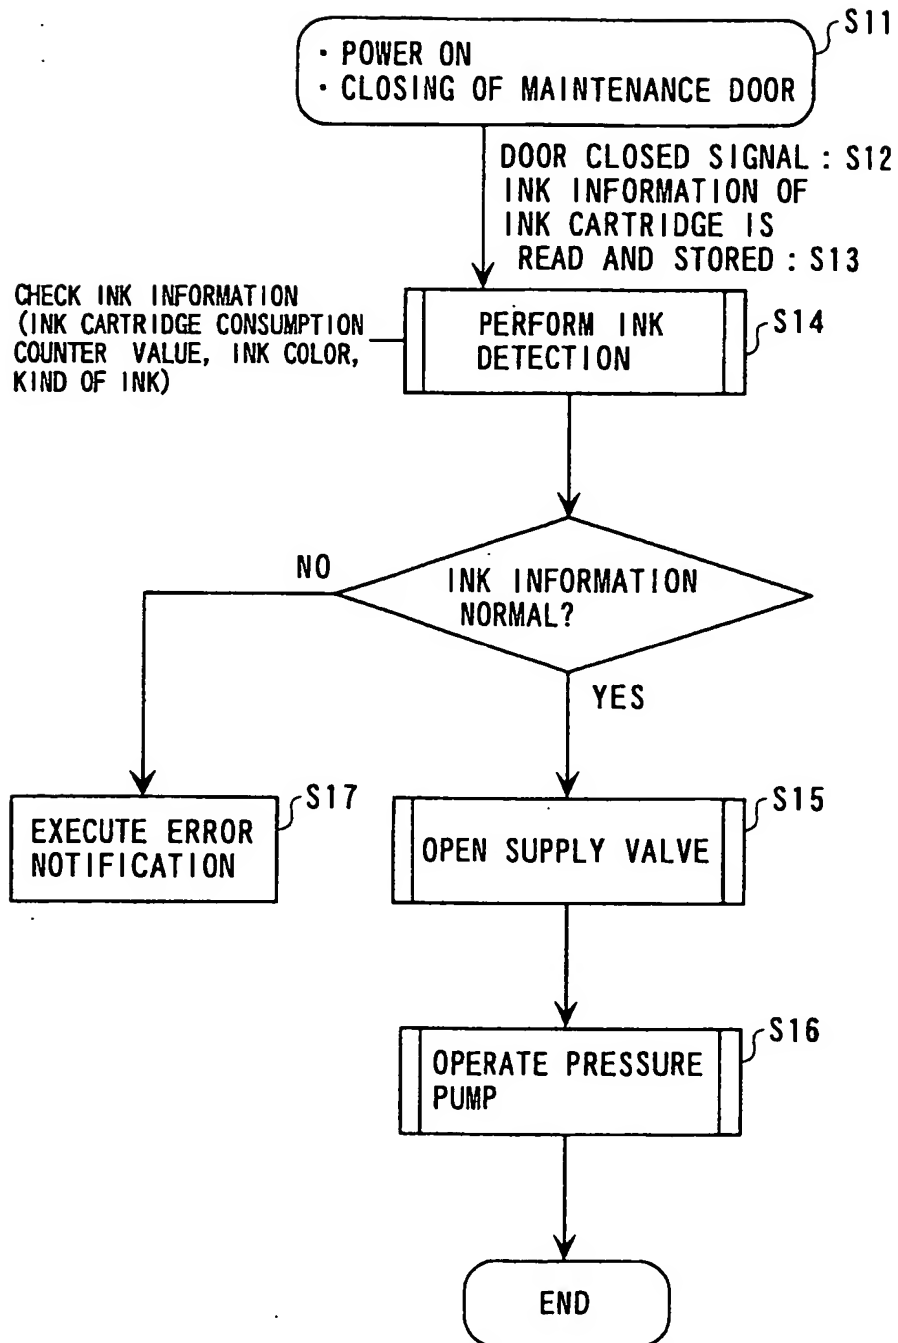 S11
· POWER ON
· CLOSING OF MAINTENANCE DOOR
DOOR CLOSED SIGNAL : S12
INK INFORMATION OF
INK CARTRIDGE IS
READ AND STORED : S13
CHECK INK INFORMATION
(INK CARTRIDGE CONSUMPTION
COUNTER VALUE, INK COLOR,
KIND OF INK)
PERFORM INK
DETECTION
S14
INK INFORMATION
NORMAL?
NO
YES
S17
EXECUTE ERROR
NOTIFICATION
S15
OPEN SUPPLY VALVE
S16
OPERATE PRESSURE
PUMP
END